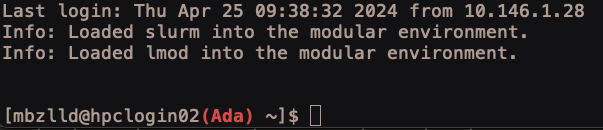 Last login: Thu Apr 25 09:38:32 2024 from 10.146.1.28
Info: Loaded slurm into the modular environment.
Info: Loaded lmod into the modular environment.
[mbzlld@hpclogin02(Ada) ~]$